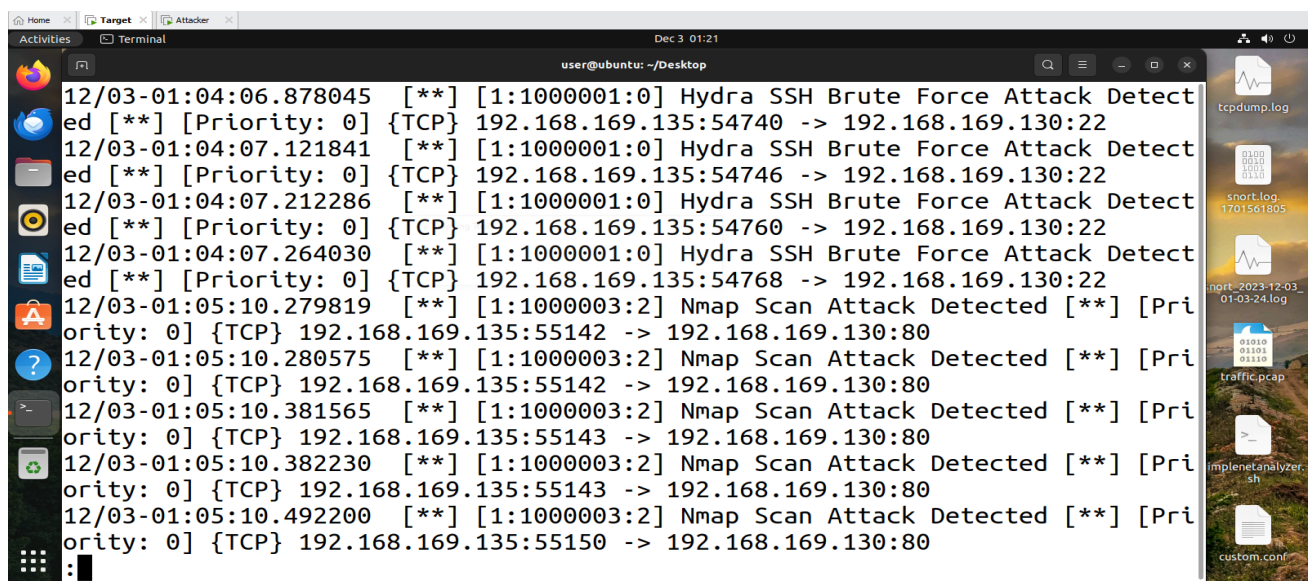 Home × Target × Attacker ×
Activities Terminal Dec 3 01:21
user@ubuntu: ~/Desktop
12/03-01:04:06.878045 [**] [1:1000001:0] Hydra SSH Brute Force Attack Detect
ed [**] [Priority: 0] {TCP} 192.168.169.135:54740 -> 192.168.169.130:22
12/03-01:04:07.121841 [**] [1:1000001:0] Hydra SSH Brute Force Attack Detect
ed [**] [Priority: 0] {TCP} 192.168.169.135:54746 -> 192.168.169.130:22
12/03-01:04:07.212286 [**] [1:1000001:0] Hydra SSH Brute Force Attack Detect
ed [**] [Priority: 0] {TCP} 192.168.169.135:54760 -> 192.168.169.130:22
12/03-01:04:07.264030 [**] [1:1000001:0] Hydra SSH Brute Force Attack Detect
ed [**] [Priority: 0] {TCP} 192.168.169.135:54768 -> 192.168.169.130:22
12/03-01:05:10.279819 [**] [1:1000003:2] Nmap Scan Attack Detected [**] [Pri
ority: 0] {TCP} 192.168.169.135:55142 -> 192.168.169.130:80
12/03-01:05:10.280575 [**] [1:1000003:2] Nmap Scan Attack Detected [**] [Pri
ority: 0] {TCP} 192.168.169.135:55142 -> 192.168.169.130:80
12/03-01:05:10.381565 [**] [1:1000003:2] Nmap Scan Attack Detected [**] [Pri
ority: 0] {TCP} 192.168.169.135:55143 -> 192.168.169.130:80
12/03-01:05:10.382230 [**] [1:1000003:2] Nmap Scan Attack Detected [**] [Pri
ority: 0] {TCP} 192.168.169.135:55143 -> 192.168.169.130:80
12/03-01:05:10.492200 [**] [1:1000003:2] Nmap Scan Attack Detected [**] [Pri
ority: 0] {TCP} 192.168.169.135:55150 -> 192.168.169.130:80
:
tcpdump.log
0100
0010
1001
0110
snort.log.
1701561805
nort_2023-12-03_
01-03-24.log
01010
01101
01110
traffic.pcap
implenetanalyzer.
sh
custom.conf